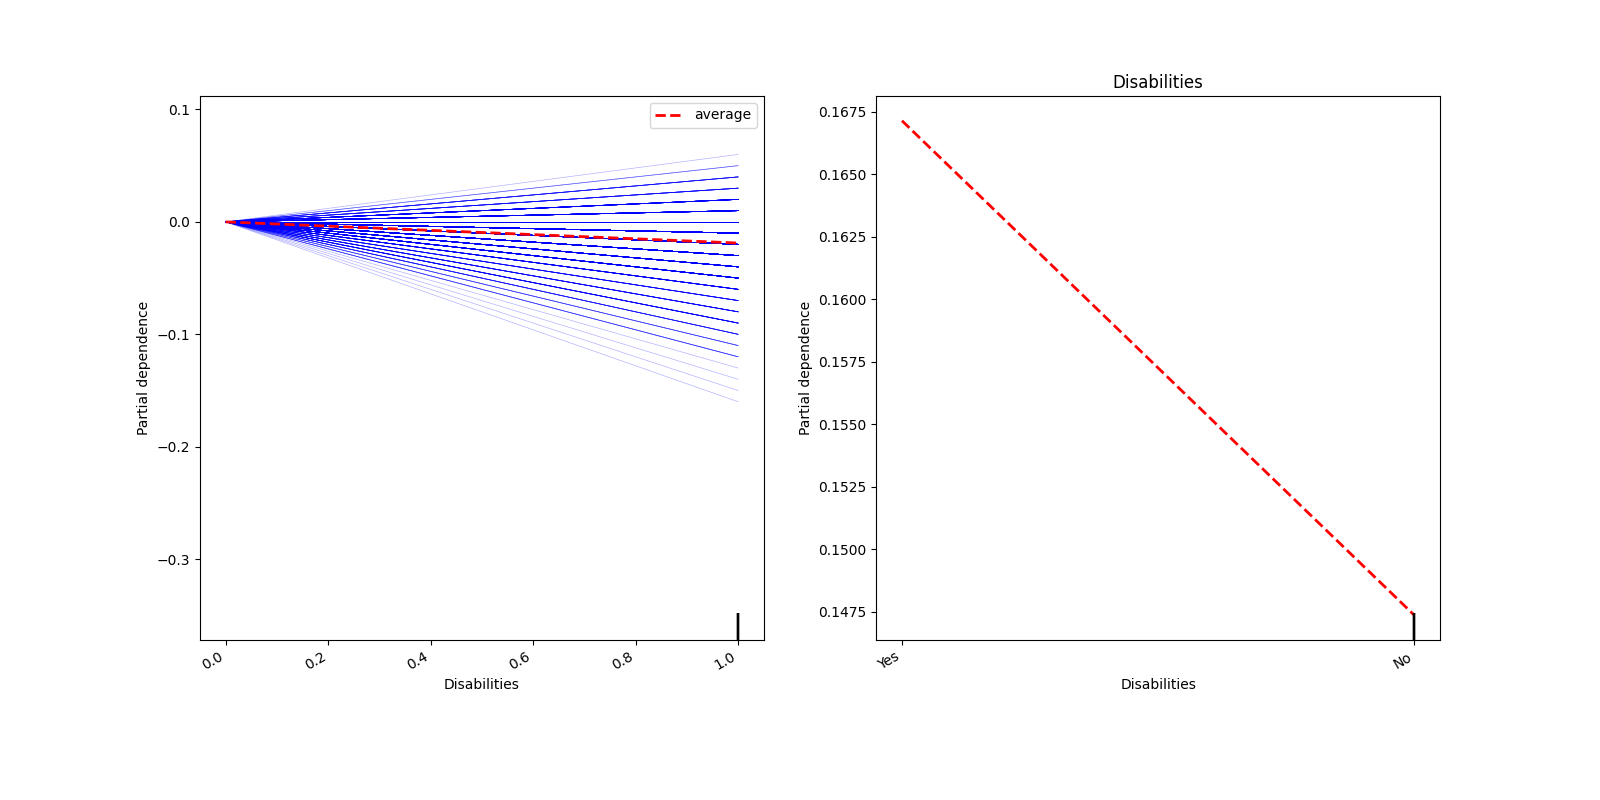 0.1
0.0
−0.1
−0.2
−0.3
Partial dependence
average
0.0 0.2 0.4 0.6 0.8 1.0
Disabilities
Disabilities
0.1675
0.1650
0.1625
0.1600
0.1575
0.1550
0.1525
0.1500
0.1475
Partial dependence
Yes No
Disabilities